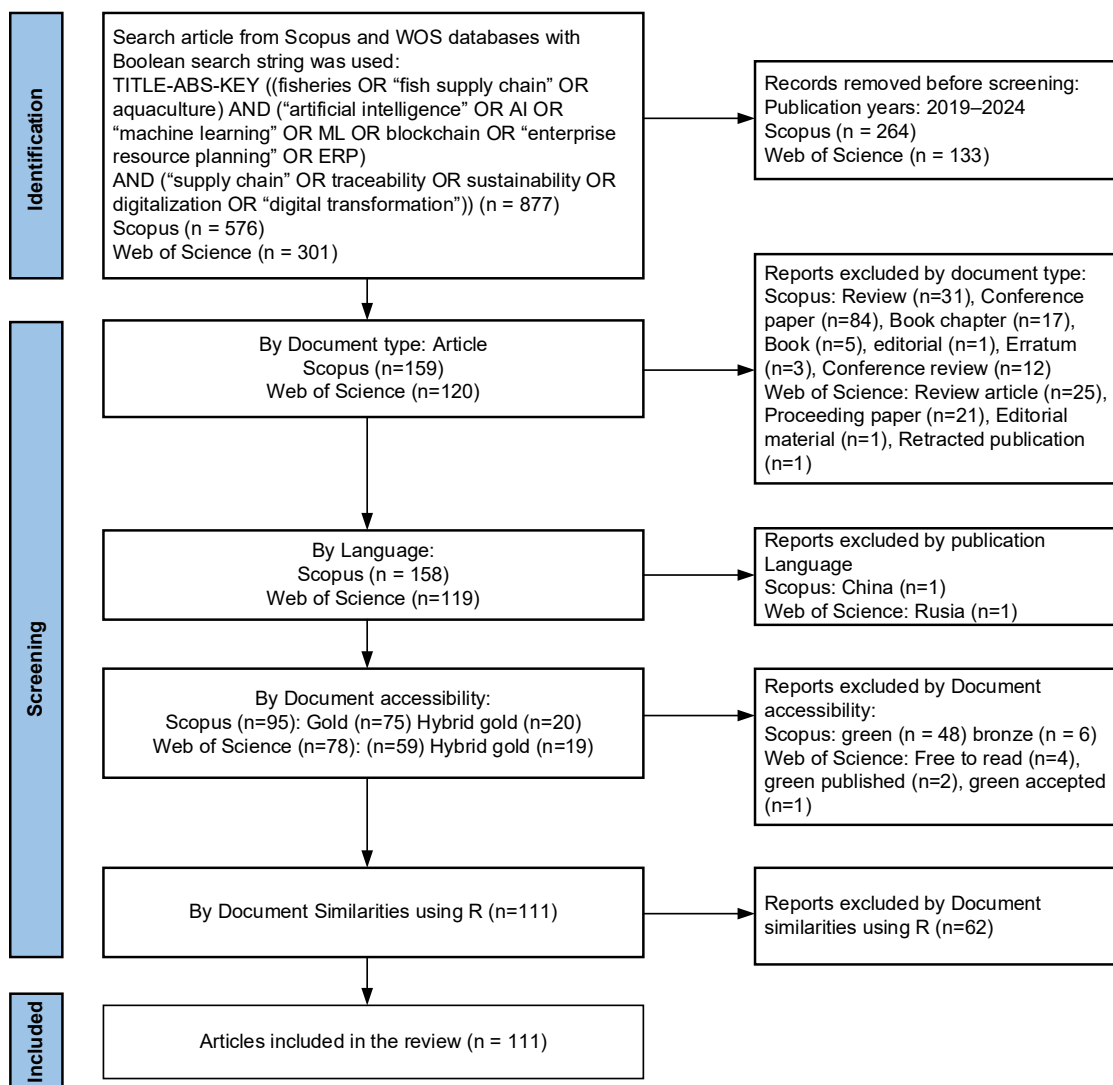 Identification
Search article from Scopus and WOS databases with
Boolean search string was used:
TITLE-ABS-KEY ((fisheries OR “fish supply chain” OR
aquaculture) AND (“artificial intelligence” OR AI OR
“machine learning” OR ML OR blockchain OR “enterprise
resource planning” OR ERP)
AND (“supply chain” OR traceability OR sustainability OR
digitalization OR “digital transformation”)) (n = 877)
Scopus (n = 576)
Web of Science (n = 301)
Records removed before screening:
Publication years: 2019–2024
Scopus (n = 264)
Web of Science (n = 133)
Screening
By Document type: Article
Scopus (n=159)
Web of Science (n=120)
Reports excluded by document type:
Scopus: Review (n=31), Conference
paper (n=84), Book chapter (n=17),
Book (n=5), editorial (n=1), Erratum
(n=3), Conference review (n=12)
Web of Science: Review article (n=25),
Proceeding paper (n=21), Editorial
material (n=1), Retracted publication
(n=1)
By Language:
Scopus (n = 158)
Web of Science (n=119)
Reports excluded by publication
Language
Scopus: China (n=1)
Web of Science: Rusia (n=1)
By Document accessibility:
Scopus (n=95): Gold (n=75) Hybrid gold (n=20)
Web of Science (n=78): (n=59) Hybrid gold (n=19)
Reports excluded by Document
accessibility:
Scopus: green (n = 48) bronze (n = 6)
Web of Science: Free to read (n=4),
green published (n=2), green accepted
(n=1)
By Document Similarities using R (n=111)
Reports excluded by Document
similarities using R (n=62)
Included
Articles included in the review (n = 111)